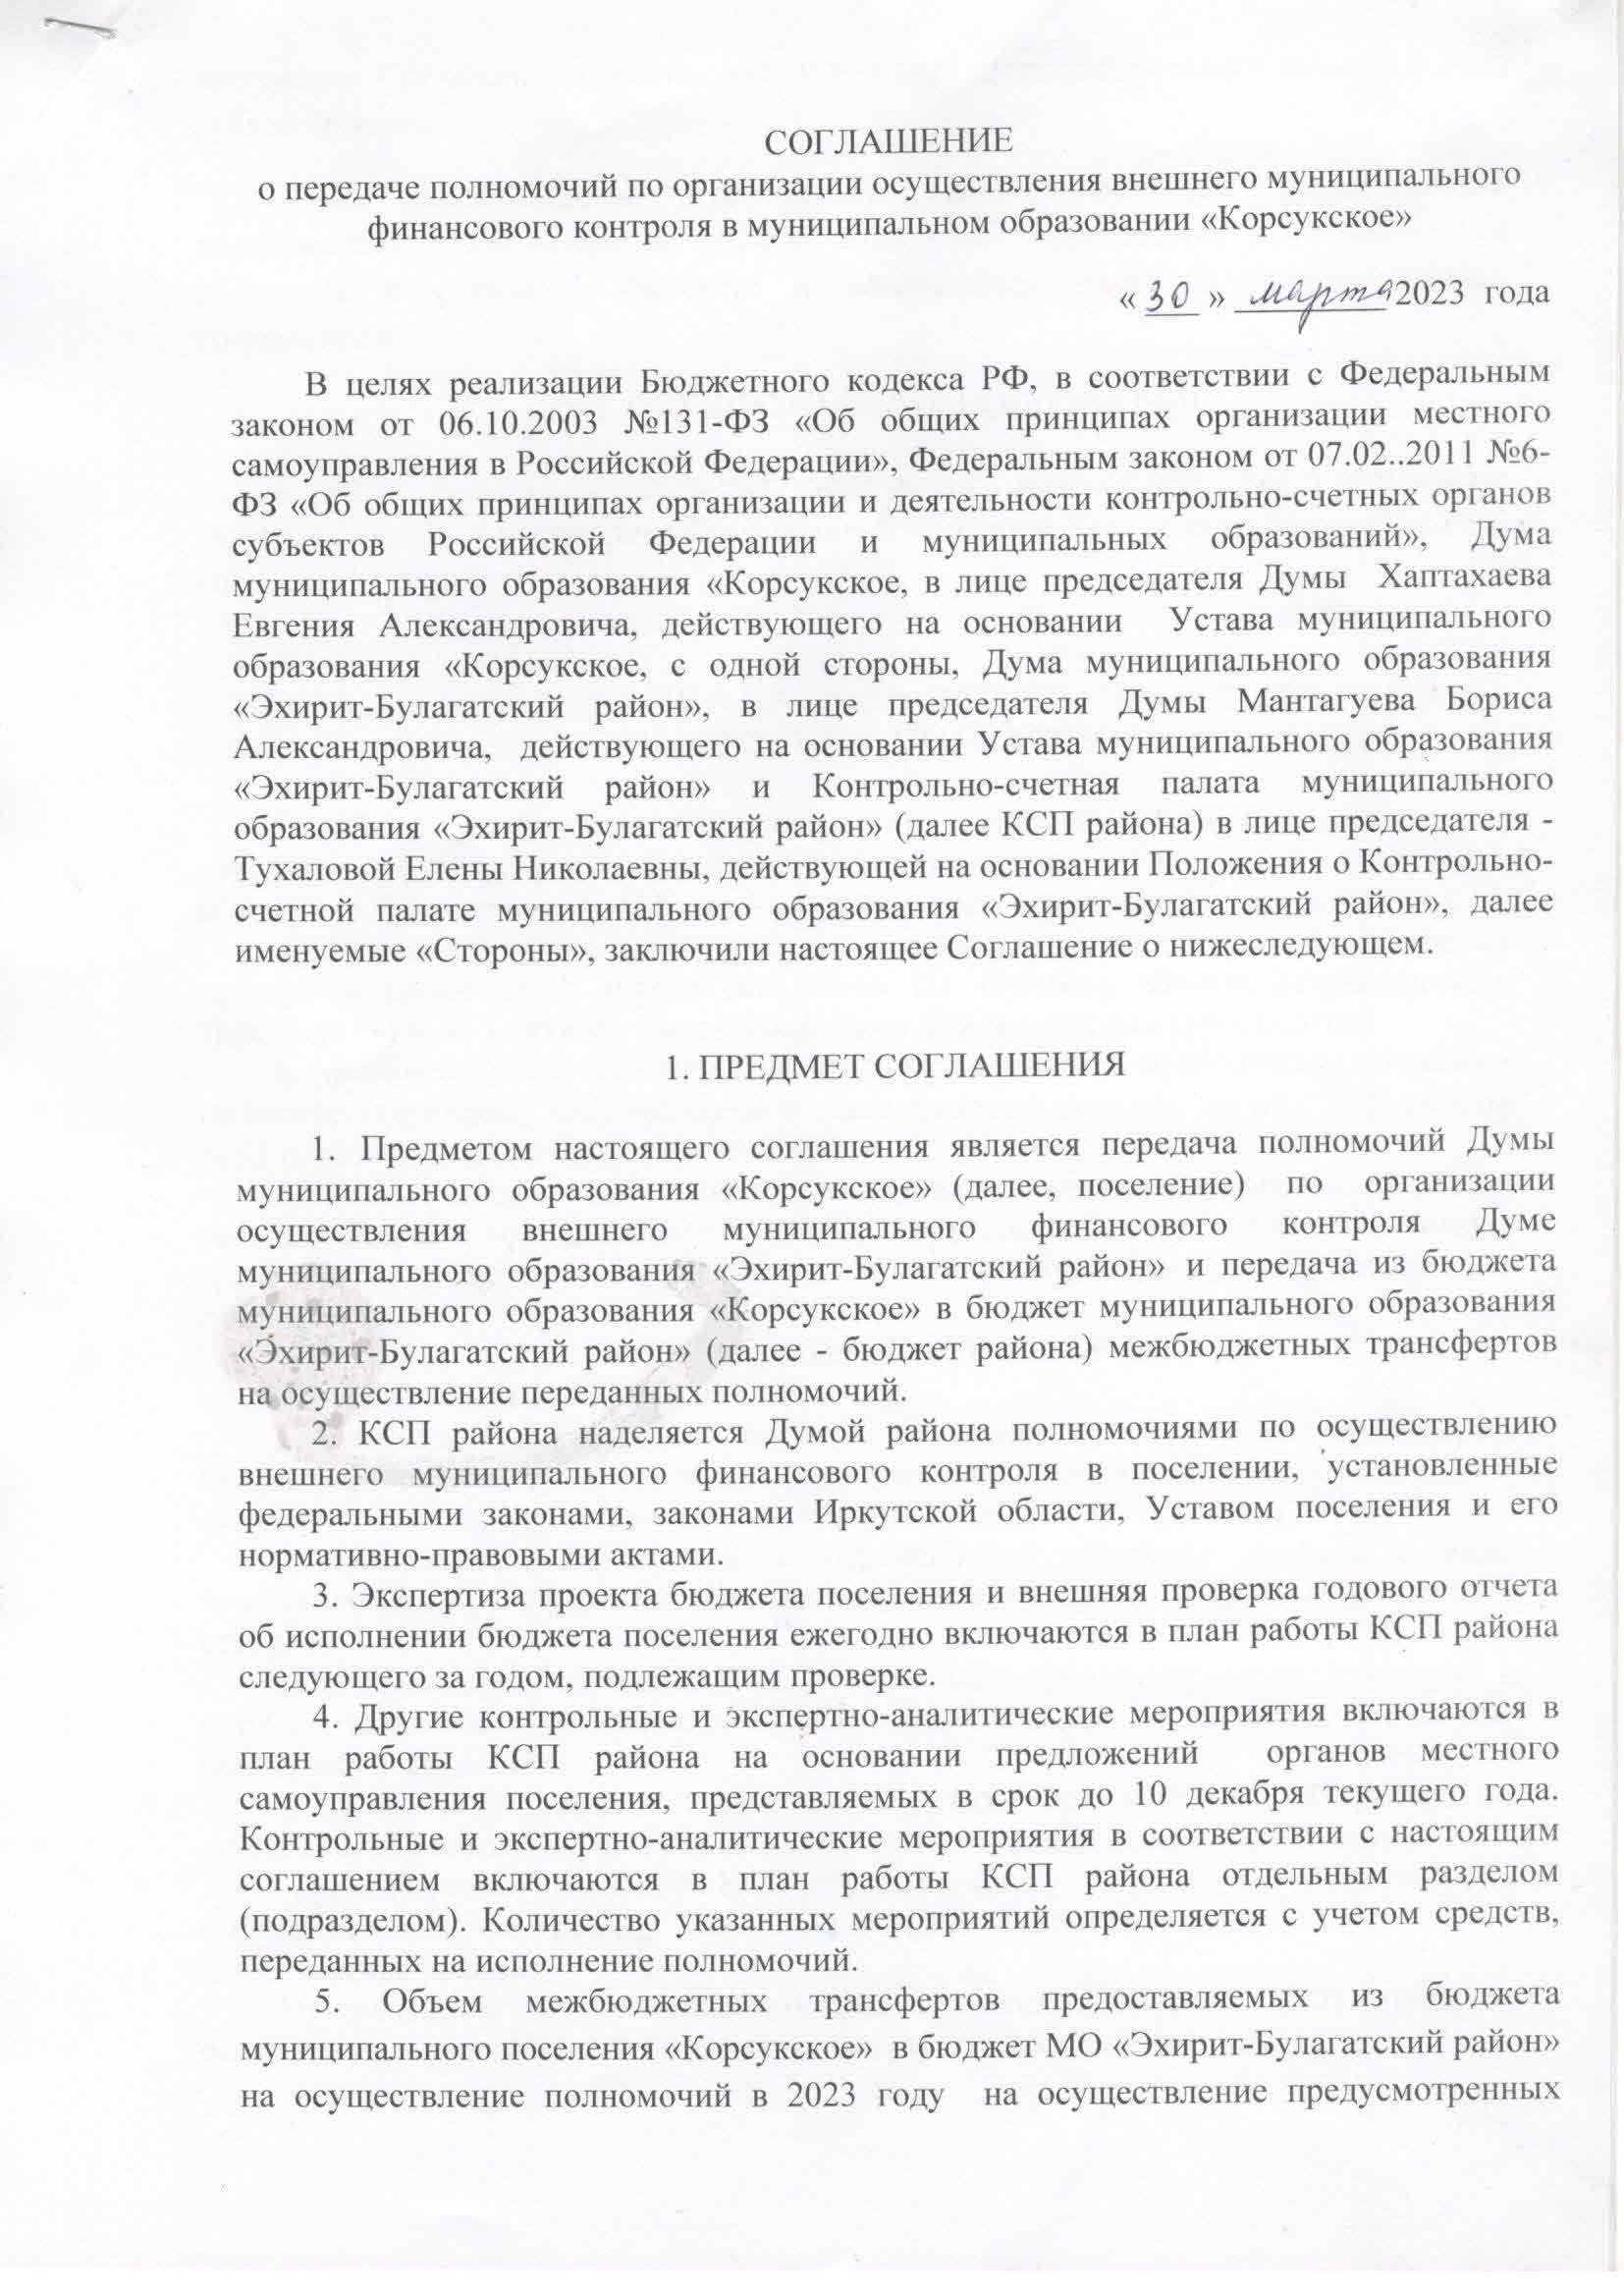 СОГЛАШЕНИЕ
о передаче полномочий по организации осуществления внешнего муниципального
финансового контроля в муниципальном образовании «Корсукское»
« 30 » марта 2023 года
В целях реализации Бюджетного кодекса РФ, в соответствии с Федеральным
законом от 06.10.2003 №131-ФЗ «Об общих принципах организации местного
самоуправления в Российской Федерации», Федеральным законом от 07.02..2011 №6-
ФЗ «Об общих принципах организации и деятельности контрольно-счетных органов
субъектов Российской Федерации и муниципальных образований», Дума
муниципального образования «Корсукское, в лице председателя Думы Хаптахаева
Евгения Александровича, действующего на основании Устава муниципального
образования «Корсукское, с одной стороны, Дума муниципального образования
«Эхирит-Булагатский район», в лице председателя Думы Мантагуева Бориса
Александровича, действующего на основании Устава муниципального образования
«Эхирит-Булагатский район» и Контрольно-счетная палата муниципального
образования «Эхирит-Булагатский район» (далее КСП района) в лице председателя -
Тухаловой Елены Николаевны, действующей на основании Положения о Контрольно-
счетной палате муниципального образования «Эхирит-Булагатский район», далее
именуемые «Стороны», заключили настоящее Соглашение о нижеследующем.
1. ПРЕДМЕТ СОГЛАШЕНИЯ
1. Предметом настоящего соглашения является передача полномочий Думы
муниципального образования «Корсукское» (далее, поселение) по организации
осуществления внешнего муниципального финансового контроля Думе
муниципального образования «Эхирит-Булагатский район» и передача из бюджета
муниципального образования «Корсукское» в бюджет муниципального образования
«Эхирит-Булагатский район» (далее - бюджет района) межбюджетных трансфертов
на осуществление переданных полномочий.
2. КСП района наделяется Думой района полномочиями по осуществлению
внешнего муниципального финансового контроля в поселении, установленные
федеральными законами, законами Иркутской области, Уставом поселения и его
нормативно-правовыми актами.
3. Экспертиза проекта бюджета поселения и внешняя проверка годового отчета
об исполнении бюджета поселения ежегодно включаются в план работы КСП района
следующего за годом, подлежащим проверке.
4. Другие контрольные и экспертно-аналитические мероприятия включаются в
план работы КСП района на основании предложений органов местного
самоуправления поселения, представляемых в срок до 10 декабря текущего года.
Контрольные и экспертно-аналитические мероприятия в соответствии с настоящим
соглашением включаются в план работы КСП района отдельным разделом
(подразделом). Количество указанных мероприятий определяется с учетом средств,
переданных на исполнение полномочий.
5. Объем межбюджетных трансфертов предоставляемых из бюджета
муниципального поселения «Корсукское» в бюджет МО «Эхирит-Булагатский район»
на осуществление полномочий в 2023 году на осуществление предусмотренных